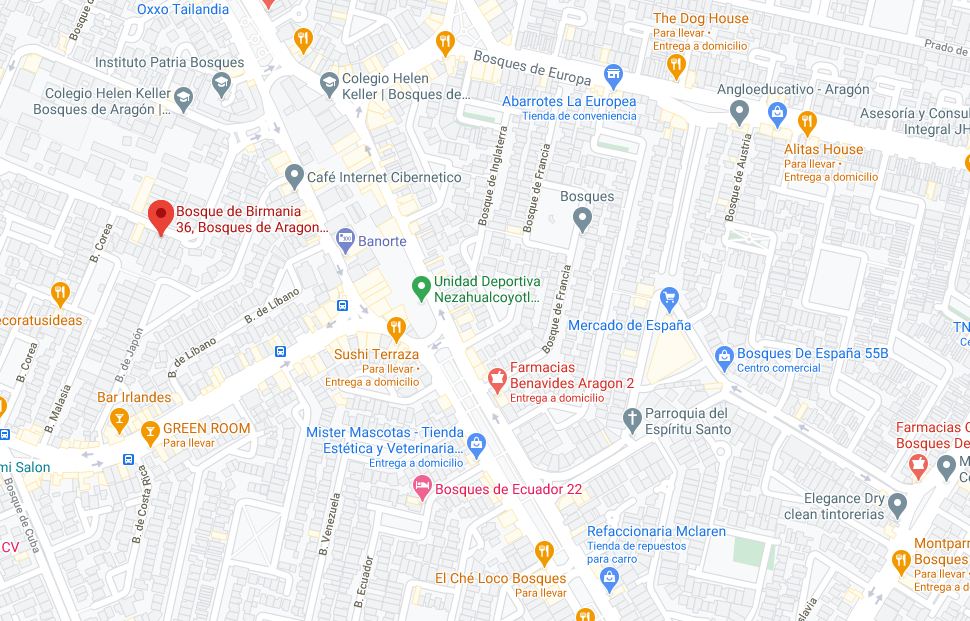 Oxxo Tailandia
Bosque
The Dog House
Para llevar •
Entrega a domicilio
Prado de
Instituto Patria Bosques
Bosques de Europa
Colegio Helen
Keller | Bosques de...
Colegio Helen Keller
Bosques de Aragón |...
Abarrotes La Europea
Tienda de conveniencia
Angloeducativo - Aragón
Asesoría y Consu
Integral JH
Alitas House
Para llevar •
Entrega a domicilio
Café Internet Cibernetico
Bosque de Inglaterra
Bosque de Francia
Bosque de Austria
Bosques
Bosque de Birmania
36, Bosques de Aragon...
Banorte
B. Corea
Unidad Deportiva
Nezahualcoyotl...
B. de Líbano
Bosque de Francia
Mercado de España
TN
Ce
ecoratusideas
B. de Japón
B. de Líbano
Sushi Terraza
Para llevar •
Entrega a domicilio
Bosques De España 55B
Centro comercial
B. Corea
Farmacias
Benavides Aragon 2
Entrega a domicilio
B. Malasia
Bar Irlandes
GREEN ROOM
Para llevar
Parroquia del
Espíritu Santo
Mister Mascotas - Tienda
Estética y Veterinaria...
Entrega a domicilio
Farmacias G
Bosques De
M
Ce
mi Salon
Bosques de Ecuador 22
B. de Costa Rica
Bosque de Cuba
B. Venezuela
Elegance Dry
clean tintorerias
Refaccionaria Mclaren
Tienda de repuestos
para carro
CV
B. Ecuador
El Ché Loco Bosques
Para llevar
Montparr
Bosques
Para llevar •
Entrega a d
slavia